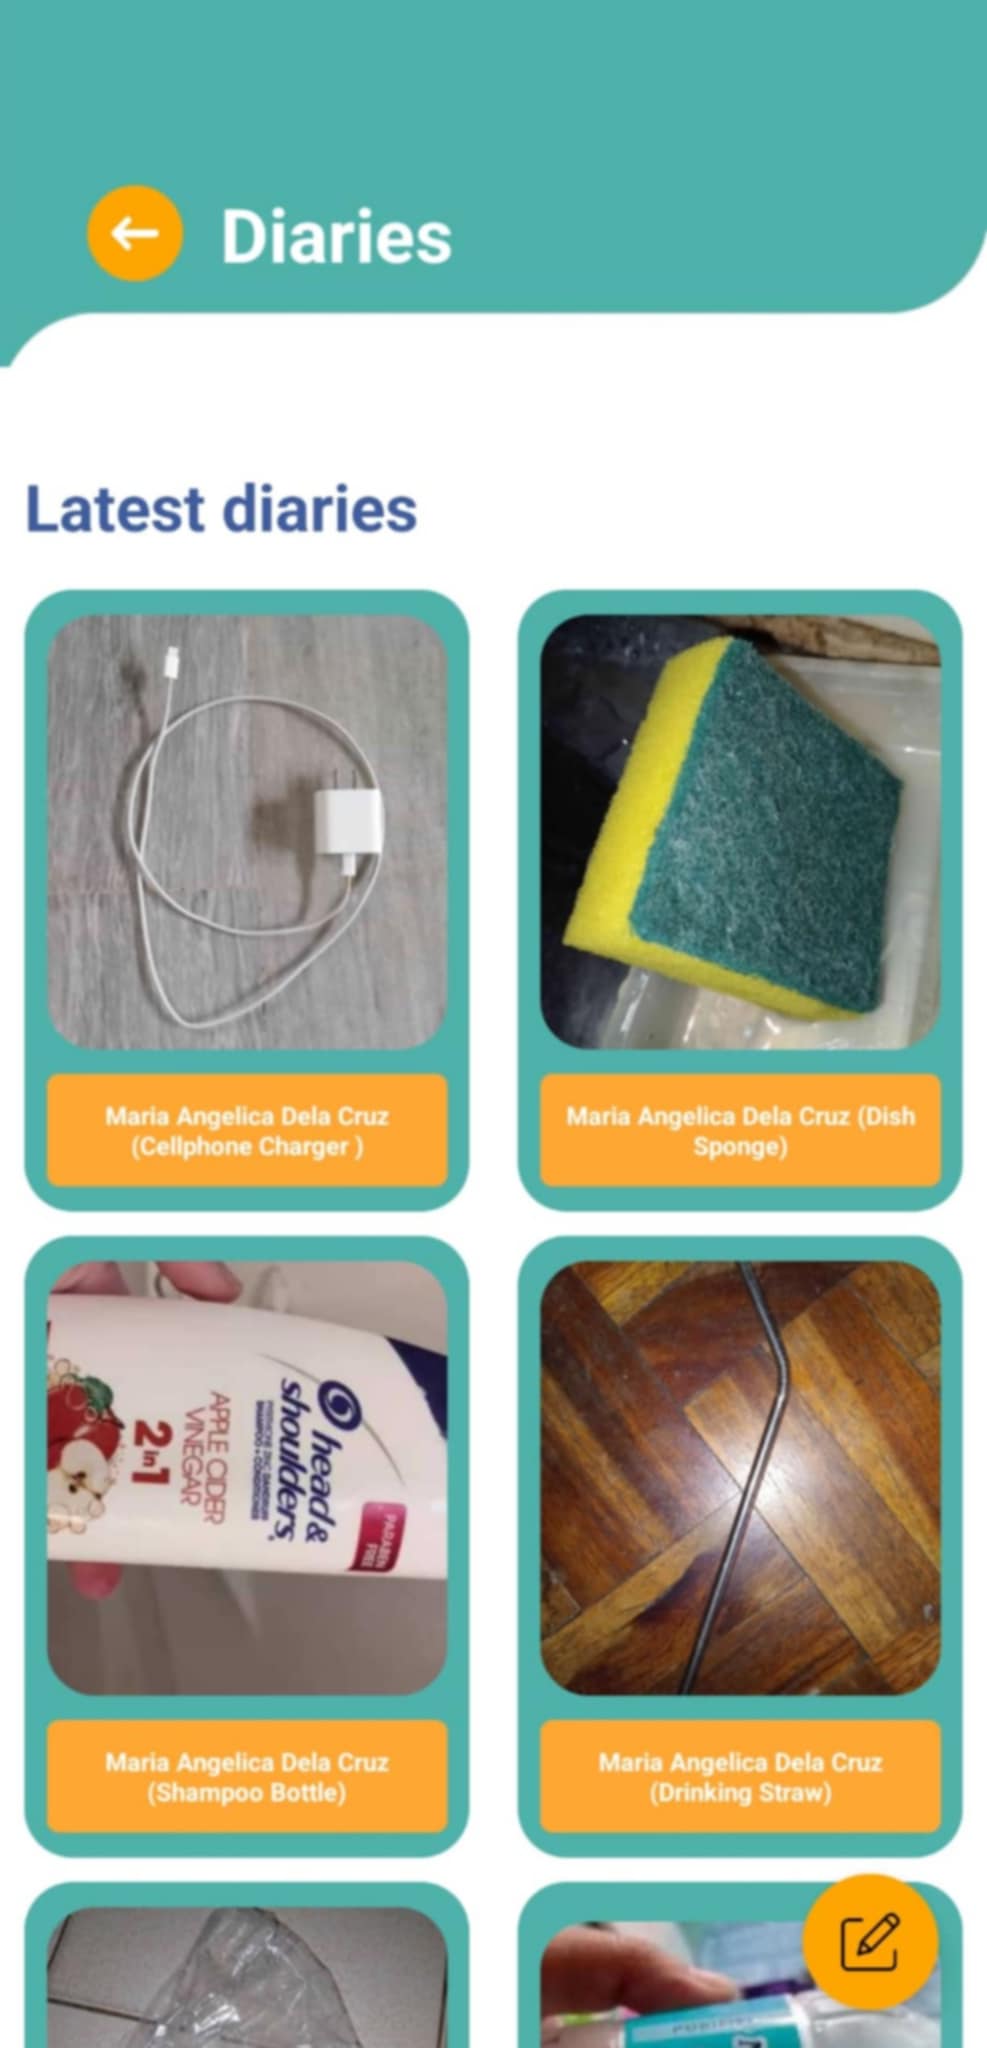 Diaries
Latest diaries
Maria Angelica Dela Cruz
(Cellphone Charger )
Maria Angelica Dela Cruz (Dish
Sponge)
head &
shoulders
APPLE CIDER
VINEGAR
2in1
PARABEN
FREE
Maria Angelica Dela Cruz
(Shampoo Bottle)
Maria Angelica Dela Cruz
(Drinking Straw)